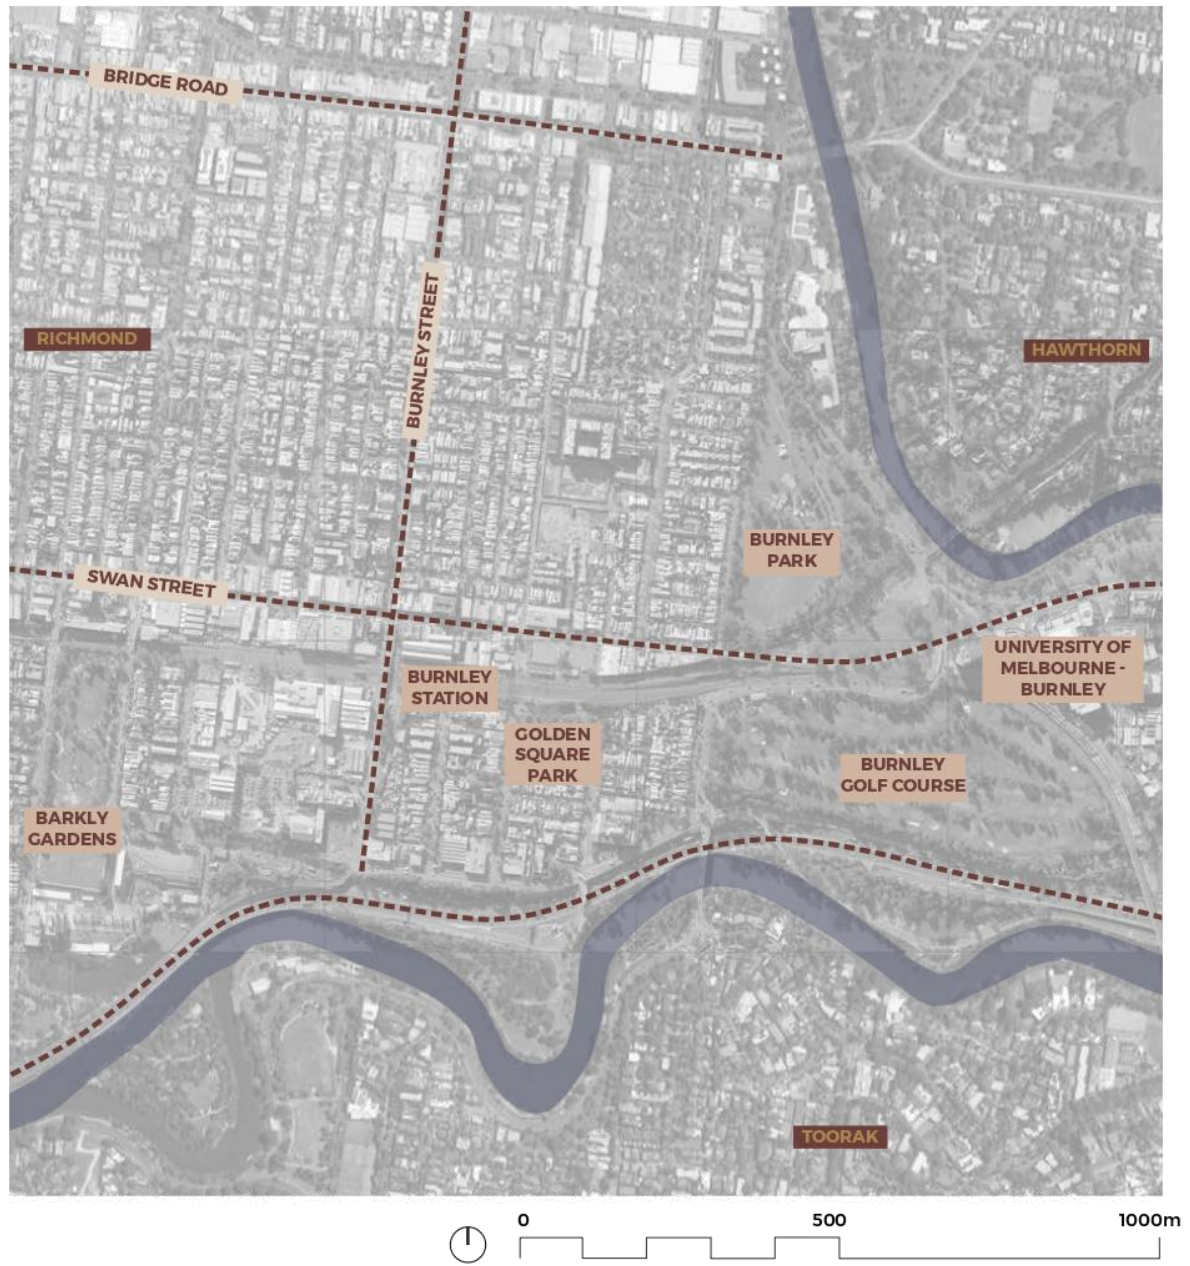 BRIDGE ROAD
BURNLEY STREET
RICHMOND
HAWTHORN
BURNLEY
PARK
SWAN STREET
UNIVERSITY OF
MELBOURNE -
BURNLEY
BURNLEY
STATION
GOLDEN
SQUARE
PARK
BURNLEY
GOLF COURSE
BARKLY
GARDENS
TOORAK
0
500
1000m